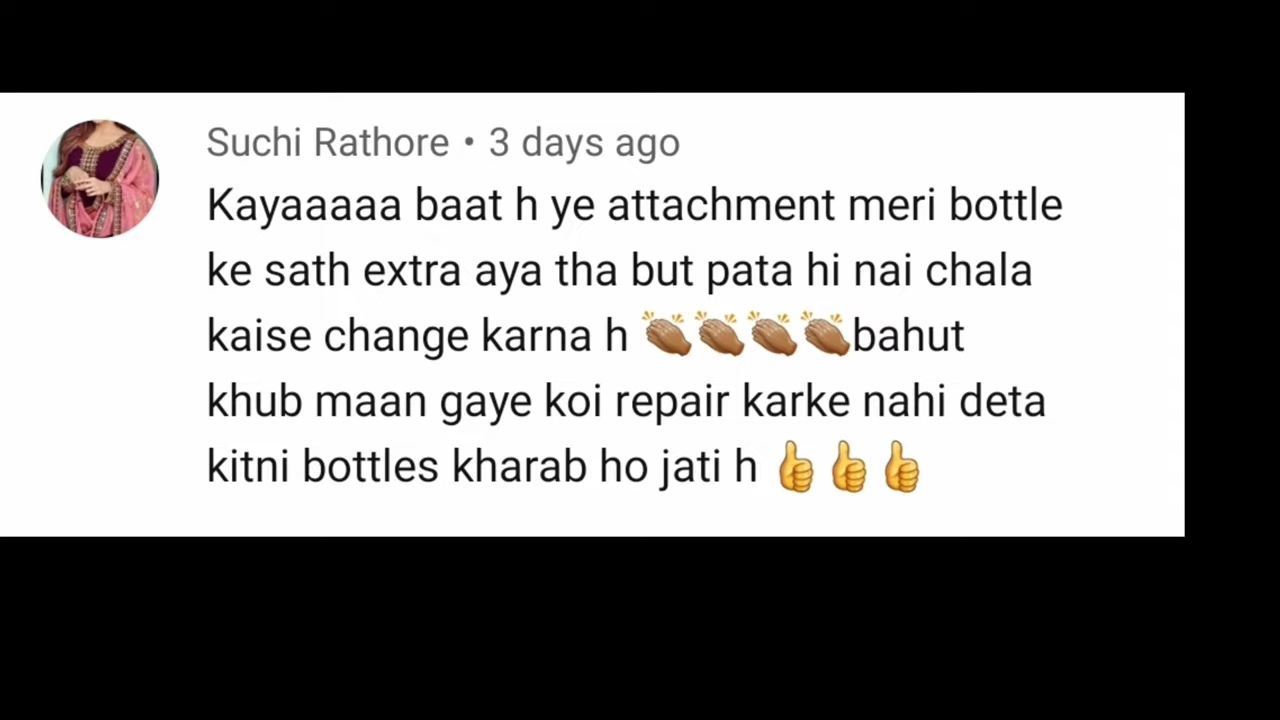 Suchi Rathore • 3 days ago
Kayaaaaa baat h ye attachment meri bottle
ke sath extra aya tha but pata hi nai chala
kaise change karna h 👏🏽👏🏽👏🏽👏🏽bahut
khub maan gaye koi repair karke nahi deta
kitni bottles kharab ho jati h 👍👍👍